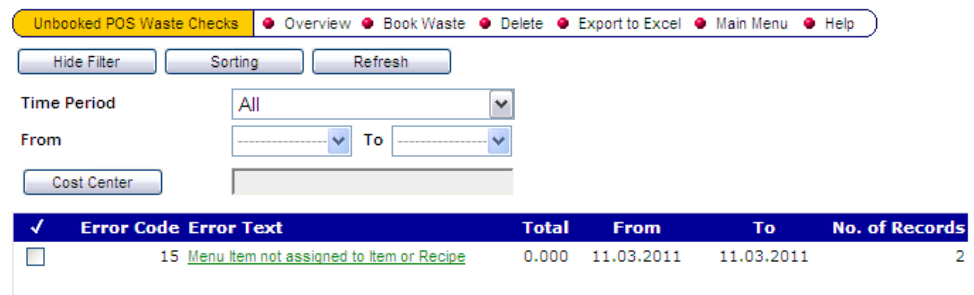 Unbooked POS Waste Checks Overview Book Waste Delete Export to Excel Main Menu Help
Hide Filter Sorting Refresh
Time Period All
From ---------------- To ----------------
Cost Center
✓ Error Code Error Text Total From To No. of Records
15 Menu Item not assigned to Item or Recipe 0.000 11.03.2011 11.03.2011 2